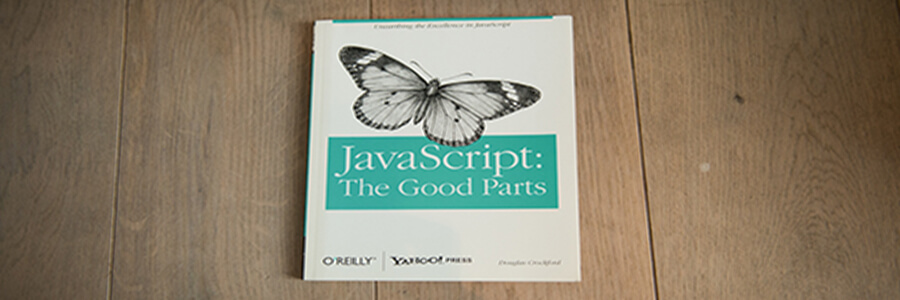 Unearthing the Excellence in JavaScript
JavaScript:
The Good Parts
O'REILLY® YAHOO! PRESS Douglas Crockford